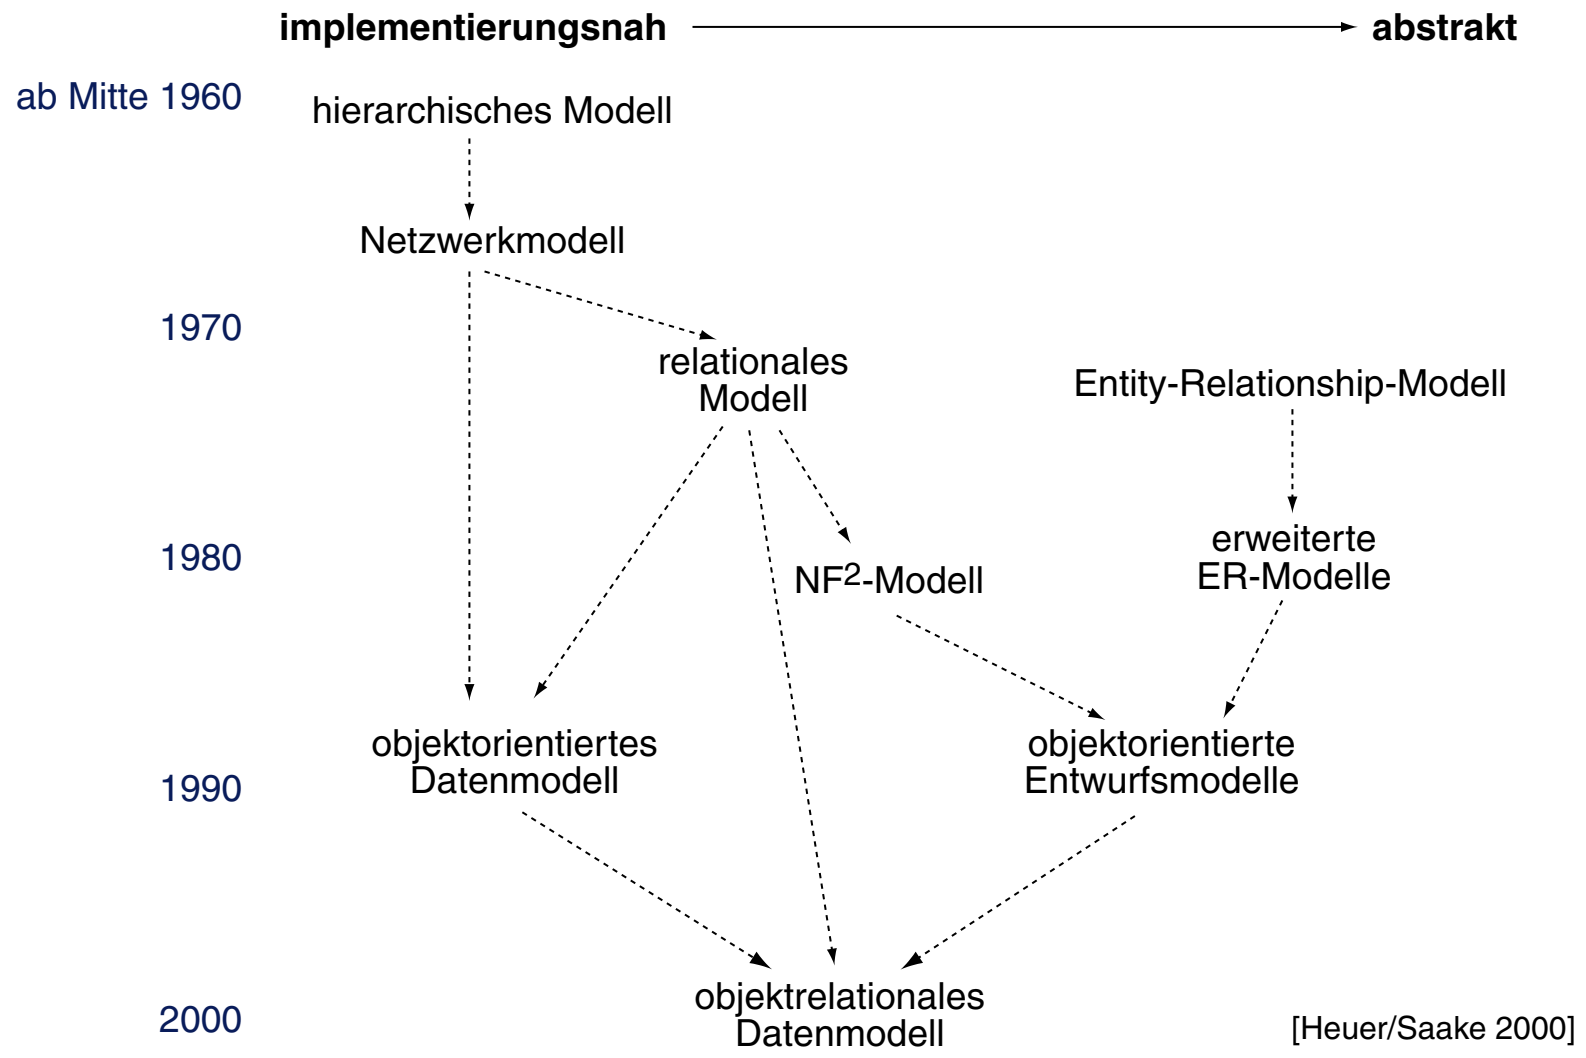 implementierungsnah abstrakt
ab Mitte 1960
hierarchisches Modell
Netzwerkmodell
1970
relationales
Modell
Entity-Relationship-Modell
1980
erweiterte
ER-Modelle
NF²-Modell
objektorientiertes
Datenmodell
objektorientierte
Entwurfsmodelle
1990
objektrelationales
Datenmodell
2000
[Heuer/Saake 2000]